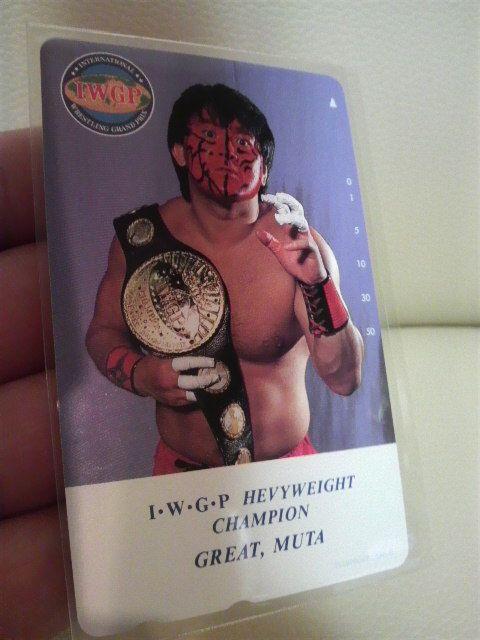 INTERNATIONAL
IWGP
WRESTLING GRAND PRIX
0
1
5
10
30
50
I·W·G·P HEVYWEIGHT
CHAMPION
GREAT, MUTA